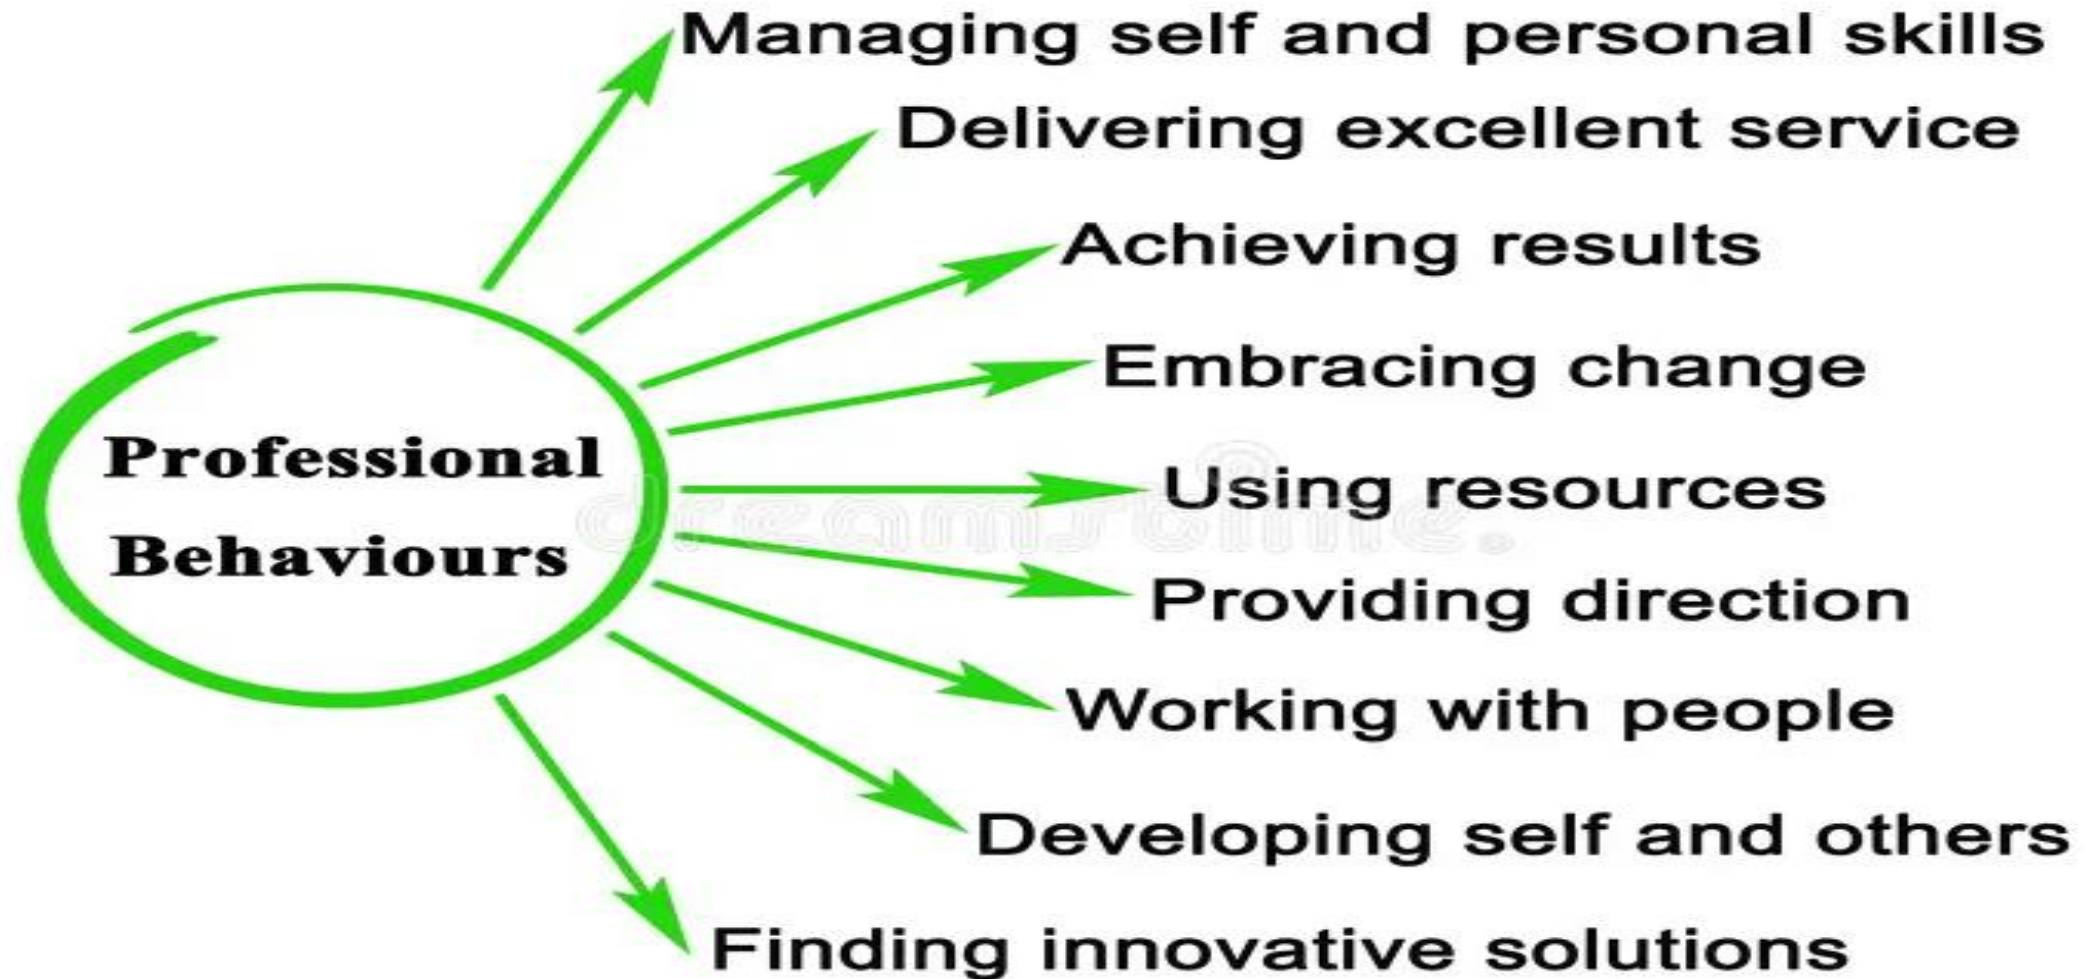 Managing self and personal skills
Delivering excellent service
Achieving results
Embracing change
Professional
Behaviours
Using resources
dreamstime.
Providing direction
Working with people
Developing self and others
Finding innovative solutions